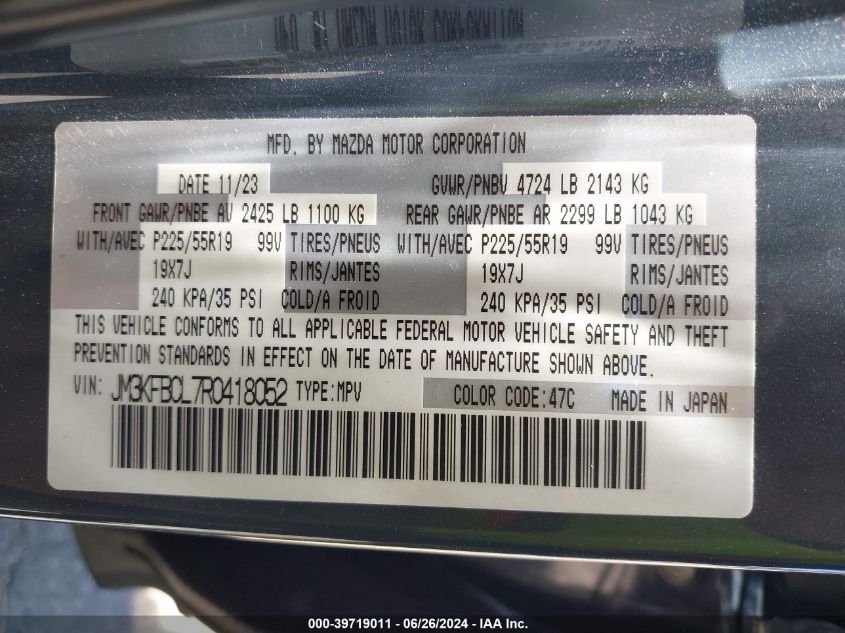 MFD. BY MAZDA MOTOR CORPORATION
DATE 11/23 GVWR/PNBV 4724 LB 2143 KG
FRONT GAWR/PNBE AV 2425 LB 1100 KG REAR GAWR/PNBE AR 2299 LB 1043 KG
WITH/AVEC P225/55R19 99V TIRES/PNEUS WITH/AVEC P225/55R19 99V TIRES/PNEUS
19X7J RIMS/JANTES 19X7J RIMS/JANTES
240 KPA/35 PSI COLD/A FROID 240 KPA/35 PSI COLD/A FROID
THIS VEHICLE CONFORMS TO ALL APPLICABLE FEDERAL MOTOR VEHICLE SAFETY AND THEFT
PREVENTION STANDARDS IN EFFECT ON THE DATE OF MANUFACTURE SHOWN ABOVE.
VIN: JM3KFBCL7R0418052 TYPE:MPV COLOR CODE:47C MADE IN JAPAN
000-39719011 - 06/26/2024 - IAA Inc.